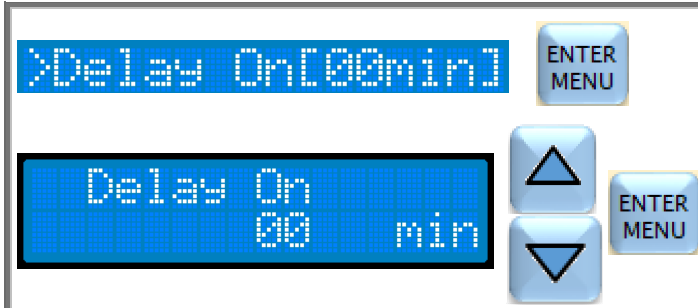 >Delay On[00min]
ENTER
MENU
Delay On
00 min
ENTER
MENU